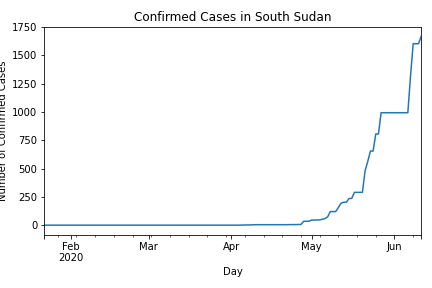 Confirmed Cases in South Sudan
Number of Confirmed Cases
1750
1500
1250
1000
750
500
250
0
Feb
2020
Mar
Apr
May
Jun
Day